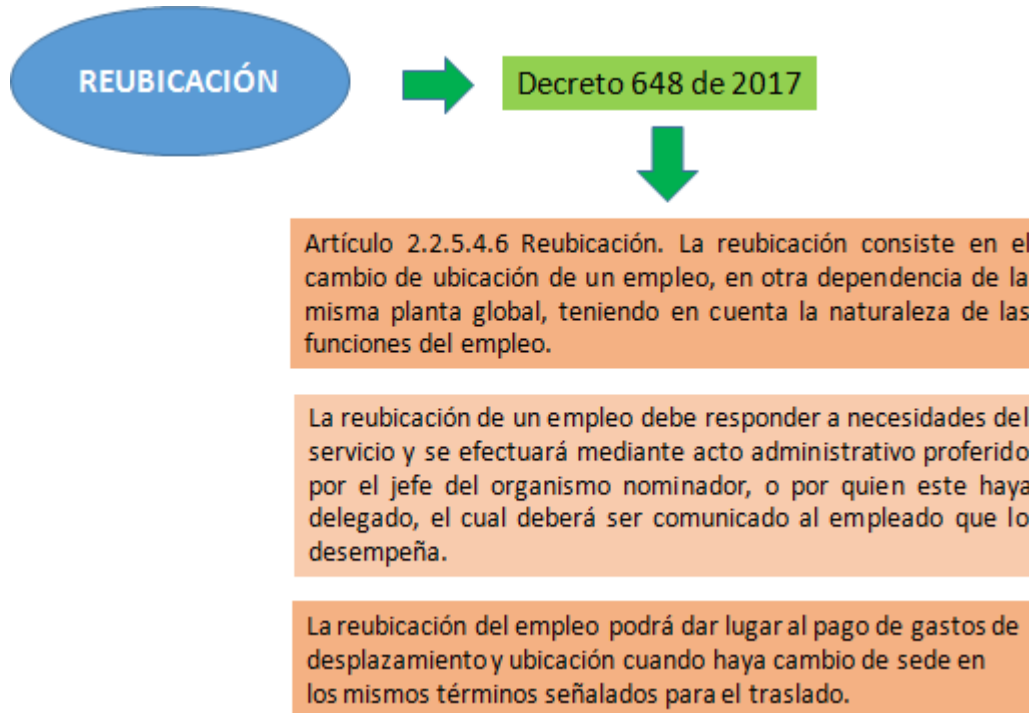 REUBICACIÓN
Decreto 648 de 2017
Artículo 2.2.5.4.6 Reubicación. La reubicación consiste en el
cambio de ubicación de un empleo, en otra dependencia de la
misma planta global, teniendo en cuenta la naturaleza de las
funciones del empleo.
La reubicación de un empleo debe responder a necesidades del
servicio y se efectuará mediante acto administrativo proferido
por el jefe del organismo nominador, o por quien este haya
delegado, el cual deberá ser comunicado al empleado que lo
desempeña.
La reubicación del empleo podrá dar lugar al pago de gastos de
desplazamiento y ubicación cuando haya cambio de sede en
los mismos términos señalados para el traslado.